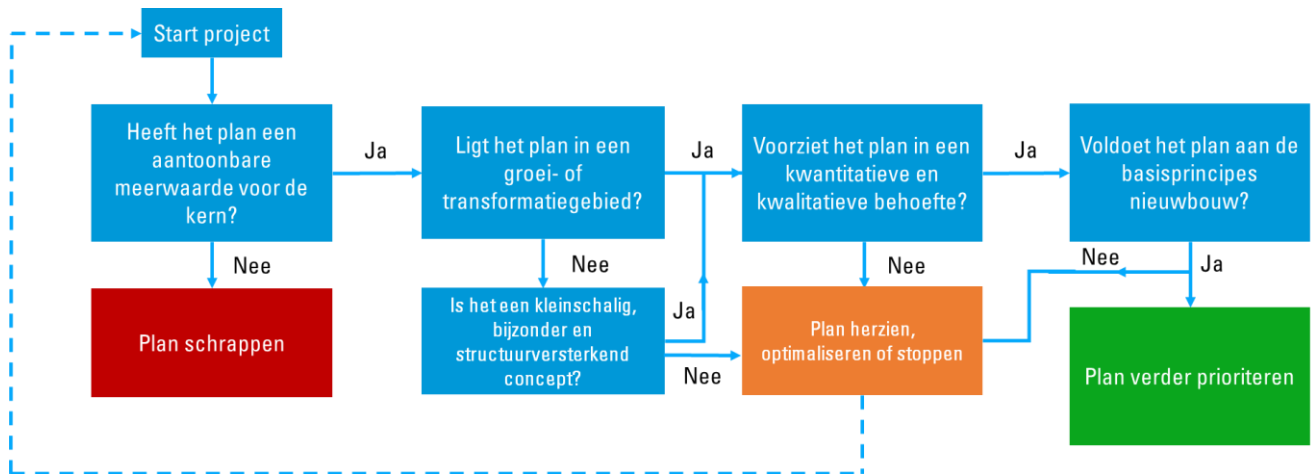 Start project
Heeft het plan een
aantoonbare
meerwaarde voor de
kern?
Ja
Ligt het plan in een
groei- of
transformatiegebied?
Ja
Voorziet het plan in een
kwantitatieve en
kwalitatieve behoefte?
Ja
Voldoet het plan aan de
basisprincipes
nieuwbouw?
Nee
Nee
Nee
Nee
Ja
Plan schrappen
Is het een kleinschalig,
bijzonder en
structuurversterkend
concept?
Ja
Nee
Plan herzien,
optimaliseren of stoppen
Plan verder prioriteren